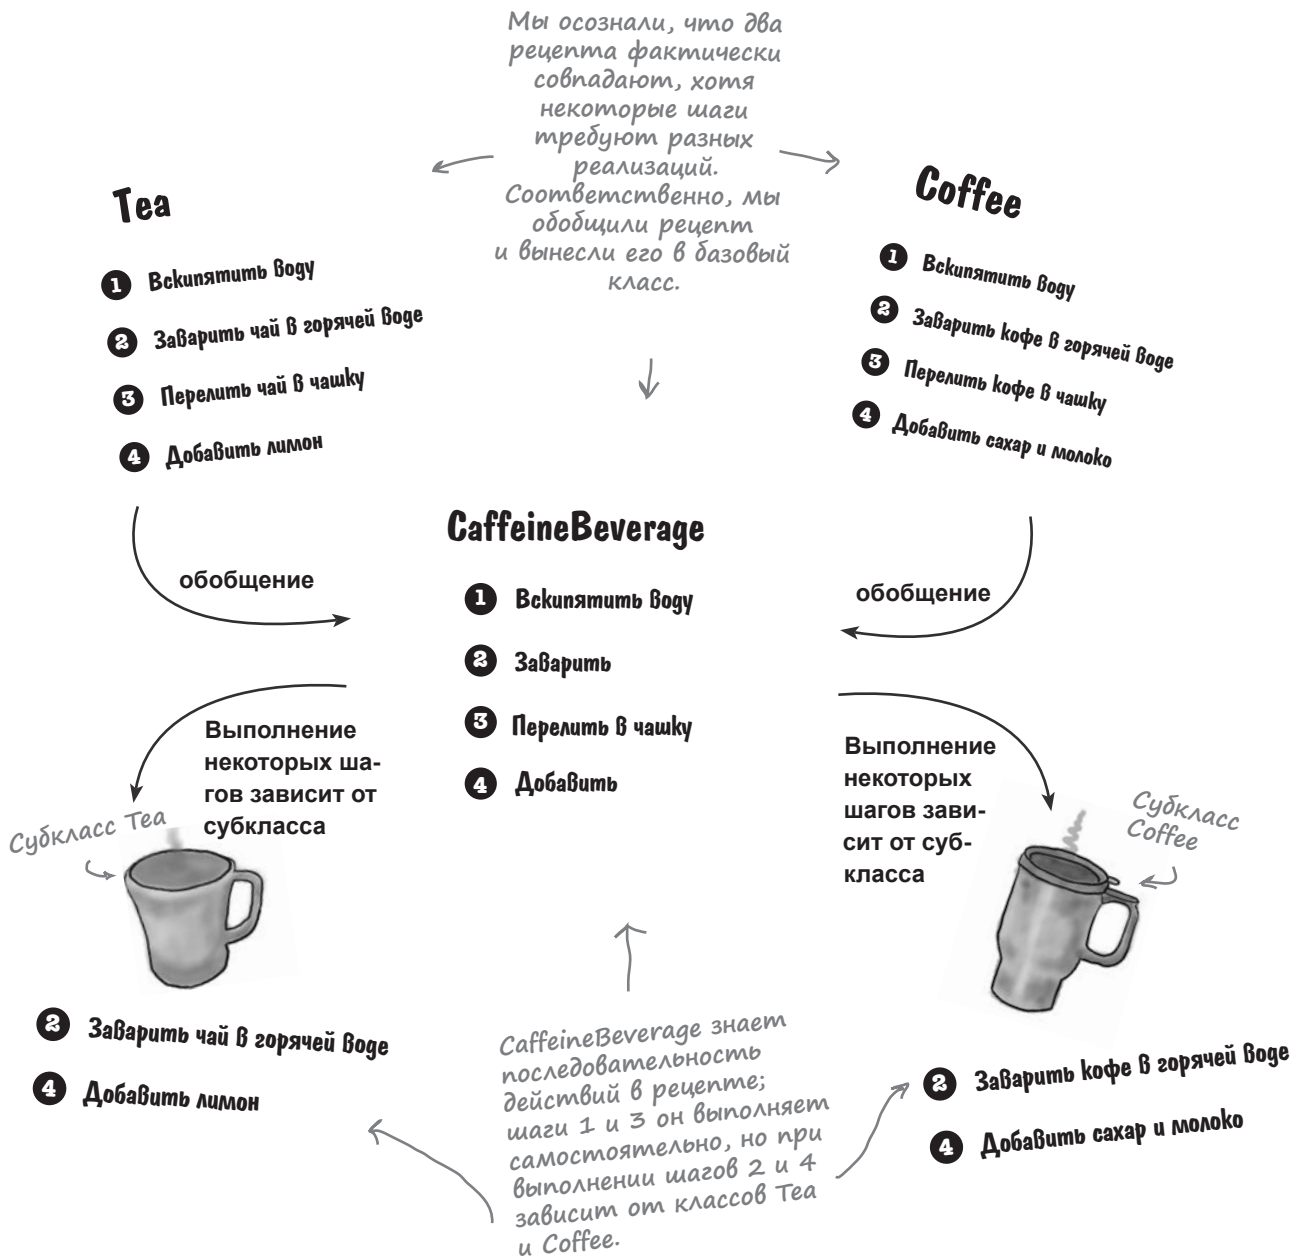 Мы осознали, что два
рецепта фактически
совпадают, хотя
некоторые шаги
требуют разных
реализаций.
Соответственно, мы
обобщили рецепт
и вынесли его в базовый
класс.
Tea
1 Вскипятить воду
2 Заварить чай в горячей воде
3 Перелить чай в чашку
4 Добавить лимон
Coffee
1 Вскипятить воду
2 Заварить кофе в горячей воде
3 Перелить кофе в чашку
4 Добавить сахар и молоко
обобщение
CaffeineBeverage
1 Вскипятить воду
2 Заварить
3 Перелить в чашку
4 Добавить
обобщение
Выполнение
некоторых ша-
гов зависит от
субкласса
Субкласс Tea
Выполнение
некоторых
шагов зави-
сит от суб-
класса
Субкласс
Coffee
2 Заварить чай в горячей воде
4 Добавить лимон
CaffeineBeverage знает
последовательность
действий в рецепте;
шаги 1 и 3 он выполняет
самостоятельно, но при
выполнении шагов 2 и 4
зависит от классов Tea
и Coffee.
2 Заварить кофе в горячей воде
4 Добавить сахар и молоко